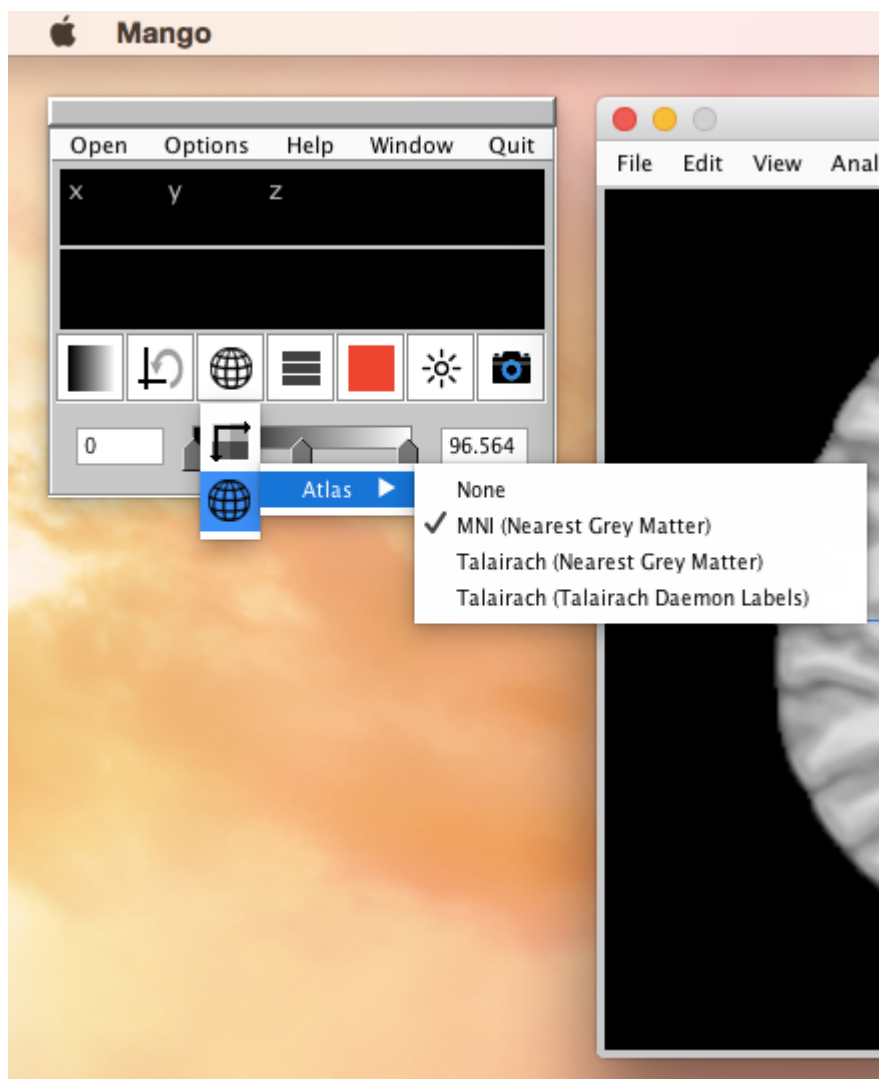 Mango
Open Options Help Window Quit
File Edit View Anal
x y z
0 96.564
Atlas
None
MNI (Nearest Grey Matter)
Talairach (Nearest Grey Matter)
Talairach (Talairach Daemon Labels)